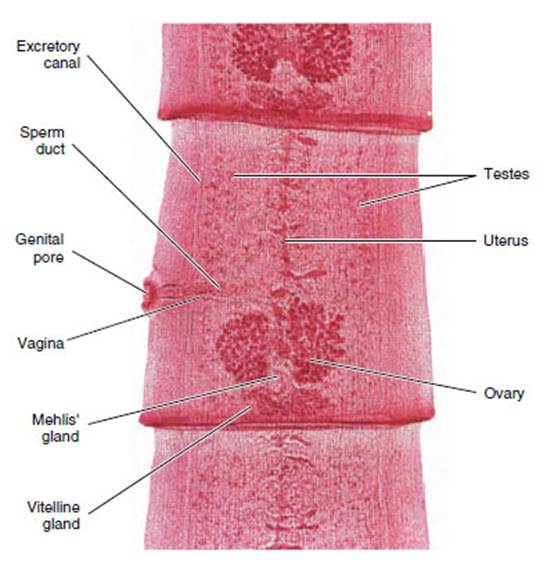 Excretory
canal
Sperm
duct
Genital
pore
Vagina
Mehlis'
gland
Vitelline
gland
Testes
Uterus
Ovary